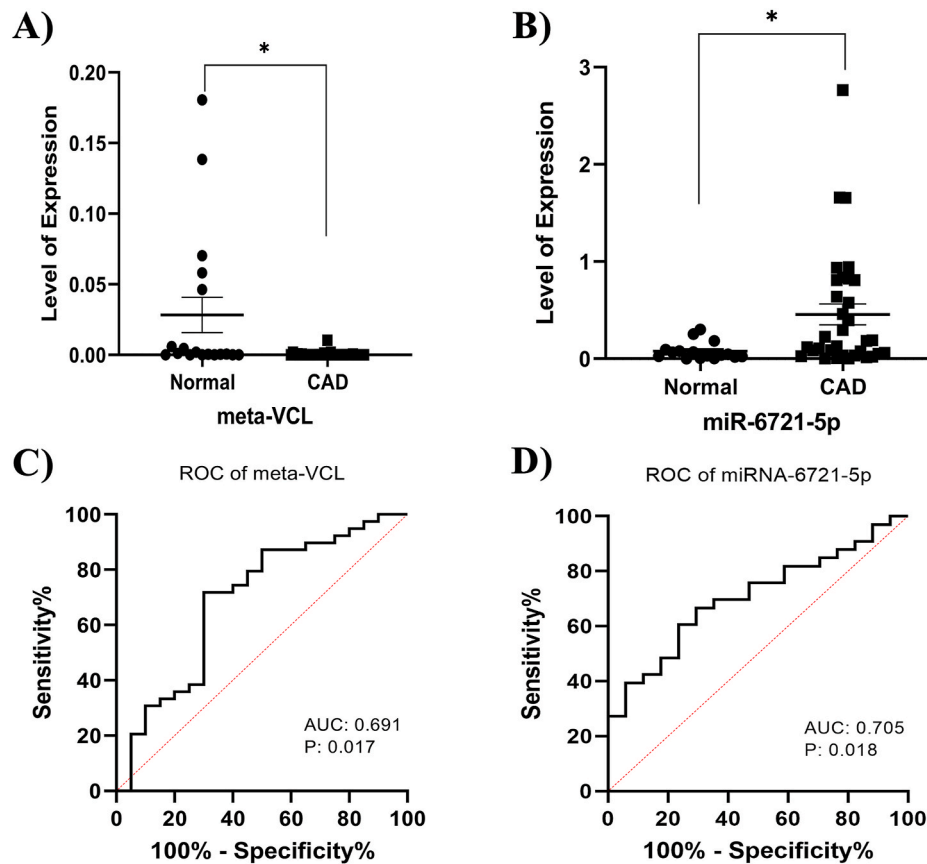 A)
*
Level of Expression
0.20
0.15
0.10
0.05
0.00
Normal
CAD
meta-VCL
B)
*
Level of Expression
3
2
1
0
Normal
CAD
miR-6721-5p
C)
ROC of meta-VCL
Sensitivity%
100
80
60
40
20
0
AUC: 0.691
P: 0.017
0 20 40 60 80 100
100% - Specificity%
D)
ROC of miRNA-6721-5p
Sensitivity%
100
80
60
40
20
0
AUC: 0.705
P: 0.018
0 20 40 60 80 100
100% - Specificity%